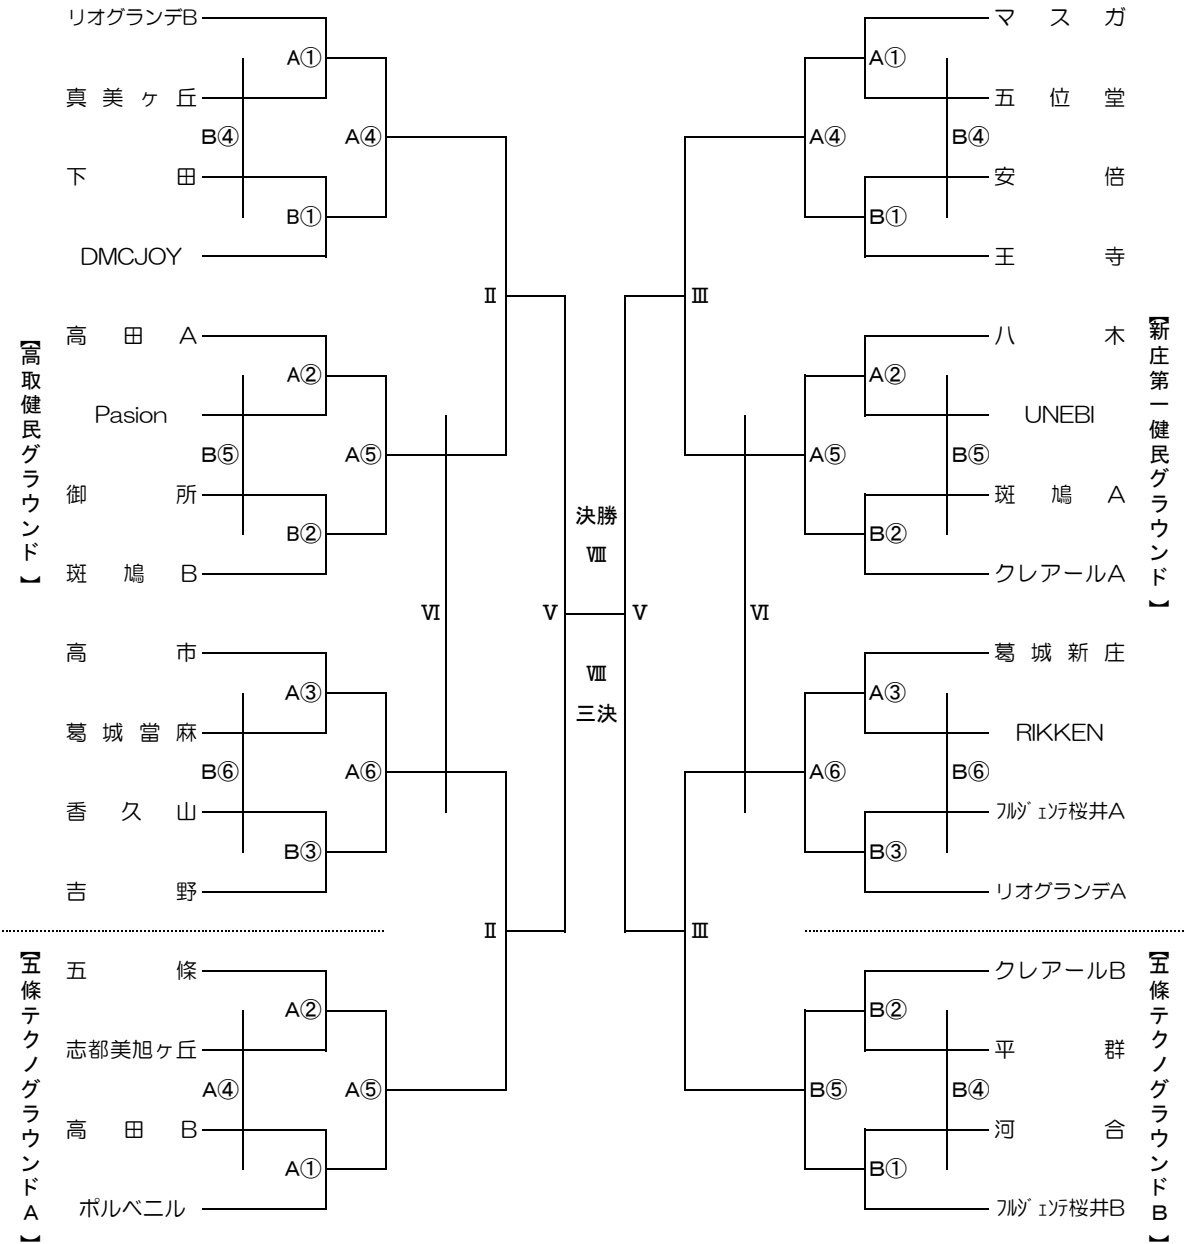 リオグランデB
A①
真美ヶ丘
B④
A④
下田
B①
DMCJOY
Ⅱ
【高取健民グラウンド】
高田A
A②
Pasion
B⑤
A⑤
御所
B②
斑鳩B
Ⅵ
Ⅴ
高市
A③
葛城當麻
B⑥
A⑥
香久山
B③
吉野
Ⅱ
【五條テクノグラウンドA】
五條
A②
志都美旭ヶ丘
A④
A⑤
高田B
A①
ポルベニル
決勝
Ⅷ
Ⅷ
三決
マスガ
A①
五位堂
A④
B④
安倍
B①
王寺
Ⅲ
【新庄第一健民グラウンド】
八木
A②
UNEBI
A⑤
B⑤
斑鳩A
B②
クレアールA
Ⅴ
Ⅵ
葛城新庄
A③
RIKKEN
A⑥
B⑥
フルジェンテ桜井A
B③
リオグランデA
Ⅲ
【五條テクノグラウンドB】
クレアールB
B②
平群
B⑤
B④
河合
B①
フルジェンテ桜井B